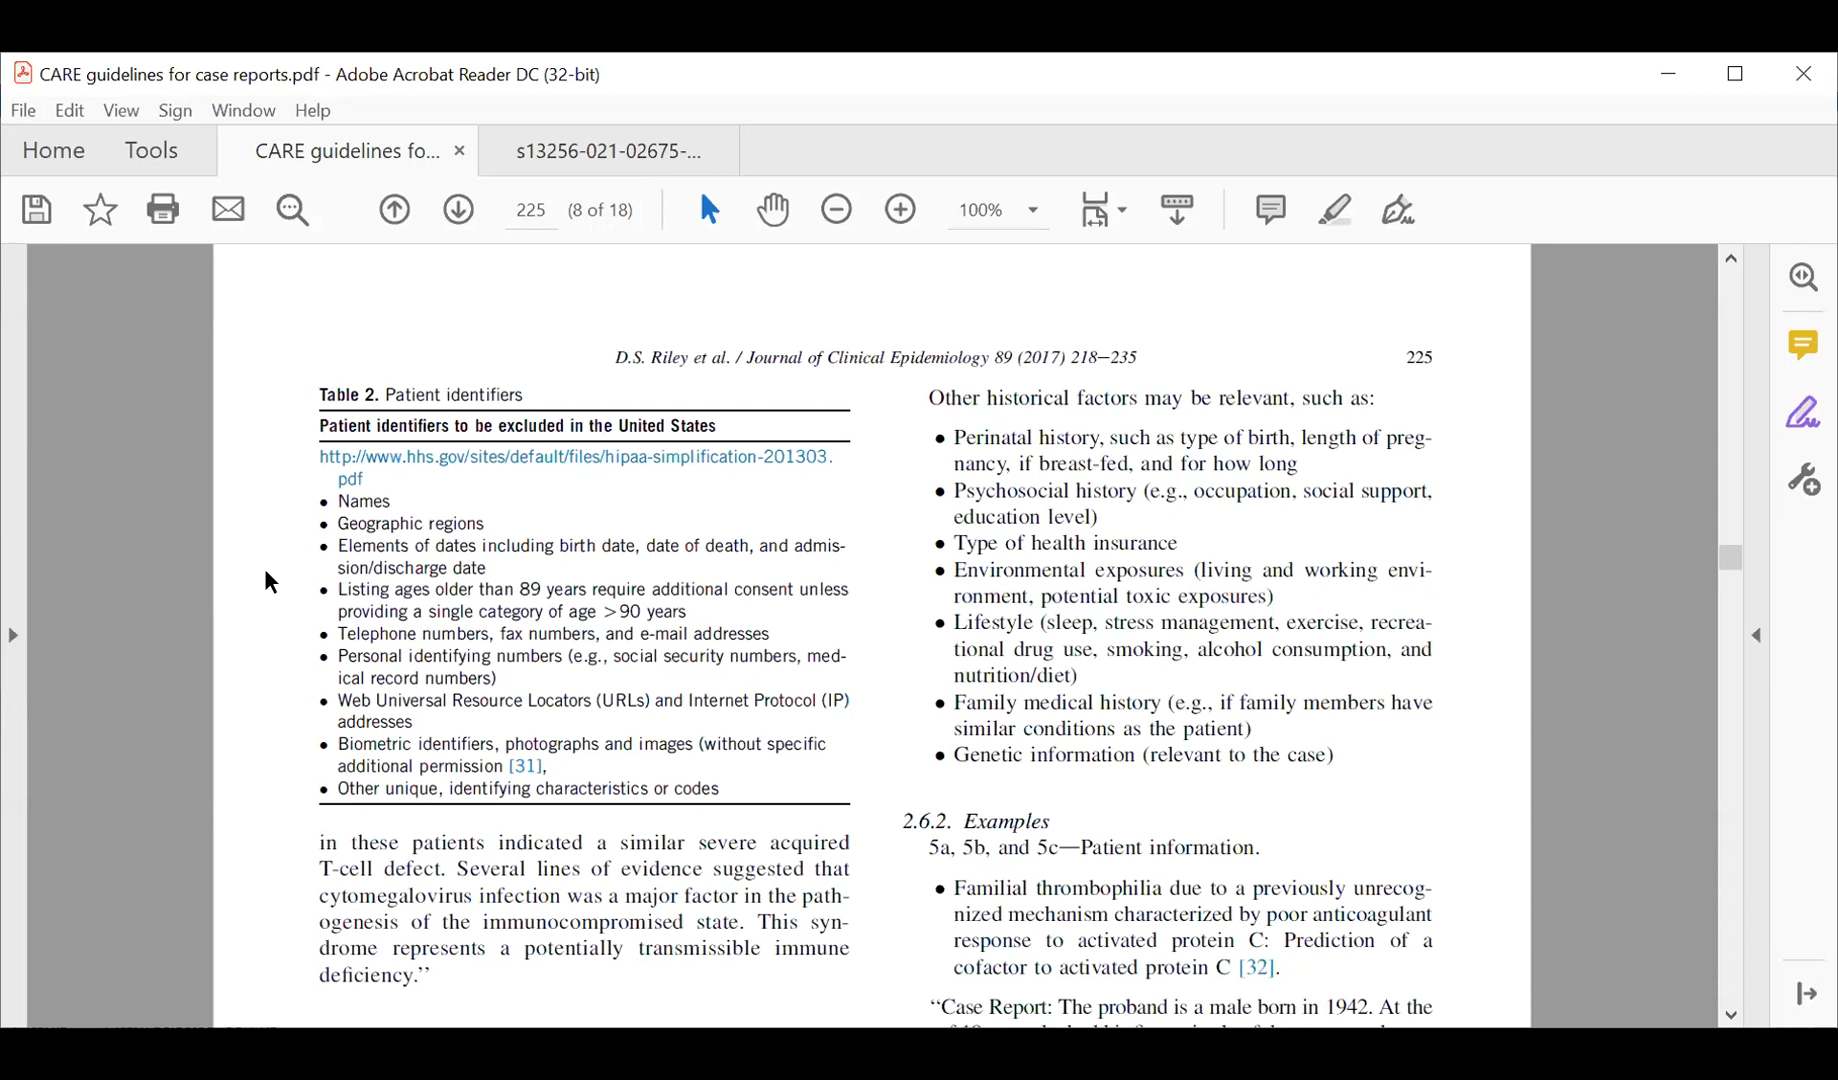 CARE guidelines for case reports.pdf - Adobe Acrobat Reader DC (32-bit)
File Edit View Sign Window Help
Home Tools CARE guidelines fo... s13256-021-02675-...
225 (8 of 18) 100%
D.S. Riley et al. / Journal of Clinical Epidemiology 89 (2017) 218–235 225
Table 2. Patient identifiers
Patient identifiers to be excluded in the United States
http://www.hhs.gov/sites/default/files/hipaa-simplification-201303.
pdf
• Names
• Geographic regions
• Elements of dates including birth date, date of death, and admis-
sion/discharge date
• Listing ages older than 89 years require additional consent unless
providing a single category of age >90 years
• Telephone numbers, fax numbers, and e-mail addresses
• Personal identifying numbers (e.g., social security numbers, med-
ical record numbers)
• Web Universal Resource Locators (URLs) and Internet Protocol (IP)
addresses
• Biometric identifiers, photographs and images (without specific
additional permission [31],
• Other unique, identifying characteristics or codes
in these patients indicated a similar severe acquired
T-cell defect. Several lines of evidence suggested that
cytomegalovirus infection was a major factor in the path-
ogenesis of the immunocompromised state. This syn-
drome represents a potentially transmissible immune
deficiency.’’
Other historical factors may be relevant, such as:
• Perinatal history, such as type of birth, length of preg-
nancy, if breast-fed, and for how long
• Psychosocial history (e.g., occupation, social support,
education level)
• Type of health insurance
• Environmental exposures (living and working envi-
ronment, potential toxic exposures)
• Lifestyle (sleep, stress management, exercise, recrea-
tional drug use, smoking, alcohol consumption, and
nutrition/diet)
• Family medical history (e.g., if family members have
similar conditions as the patient)
• Genetic information (relevant to the case)
2.6.2. Examples
5a, 5b, and 5c—Patient information.
• Familial thrombophilia due to a previously unrecog-
nized mechanism characterized by poor anticoagulant
response to activated protein C: Prediction of a
cofactor to activated protein C [32].
‘‘Case Report: The proband is a male born in 1942. At the